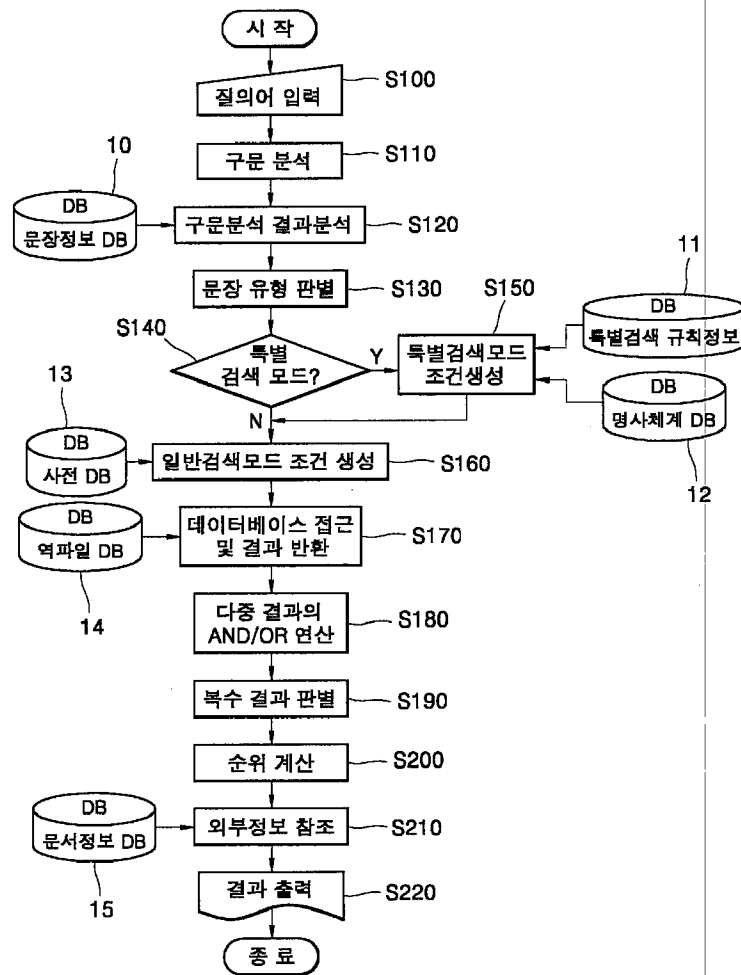 시 작
질의어 입력
S100
구문 분석
S110
10
DB
문장정보 DB
구문분석 결과분석
S120
문장 유형 판별
S130
S140
특별
검색 모드?
Y
N
S150
특별검색모드
조건생성
11
DB
특별검색 규칙정보
DB
명사체계 DB
12
13
DB
사전 DB
일반검색모드 조건 생성
S160
DB
역파일 DB
14
데이터베이스 접근
및 결과 반환
S170
다중 결과의
AND/OR 연산
S180
복수 결과 판별
S190
순위 계산
S200
DB
문서정보 DB
15
외부정보 참조
S210
결과 출력
S220
종 료